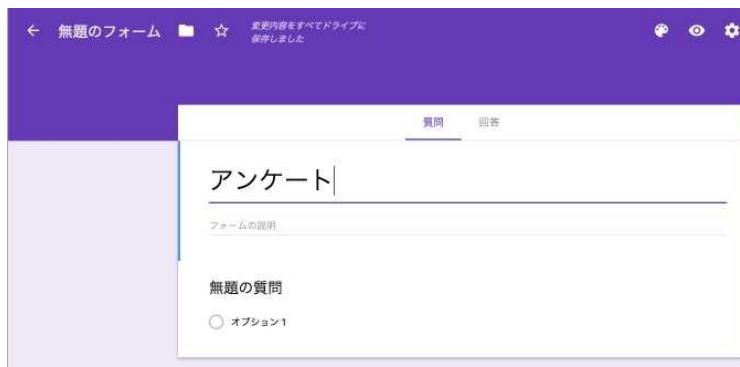 無題のフォーム
変更内容をすべてドライブに
保存しました
質問
回答
アンケート
フォームの説明
無題の質問
オプション 1